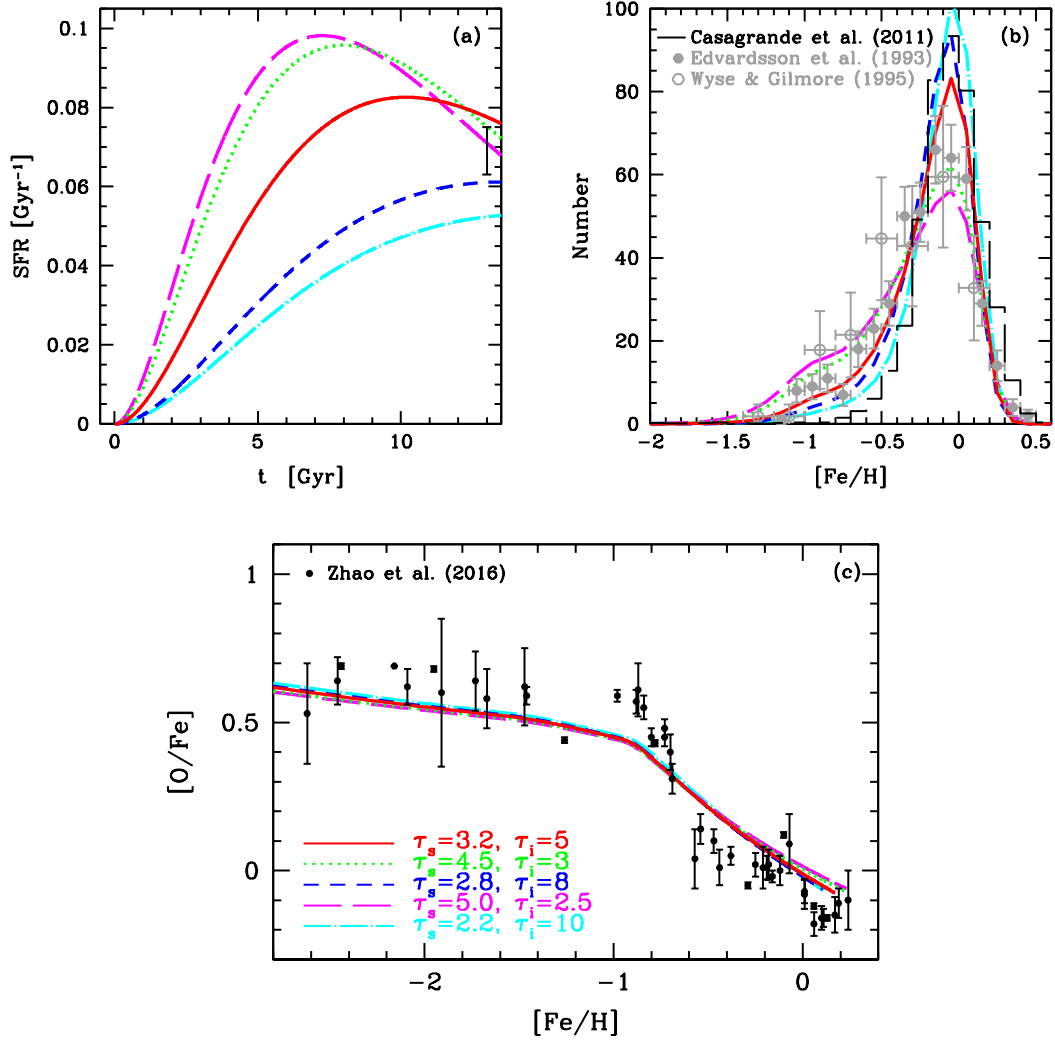 (a)
0.1
0.08
0.06
0.04
0.02
0
SFR [Gyr⁻¹]
0 5 10
t [Gyr]
(b)
Casagrande et al. (2011)
Edvardsson et al. (1993)
Wyse & Gilmore (1995)
100
80
60
40
20
0
Number
-2 -1.5 -1 -0.5 0 0.5
[Fe/H]
(c)
Zhao et al. (2016)
1
0.5
0
[O/Fe]
τs=3.2, τi=5
τs=4.5, τi=3
τs=2.8, τi=8
τs=5.0, τi=2.5
τs=2.2, τi=10
-2 -1 0
[Fe/H]